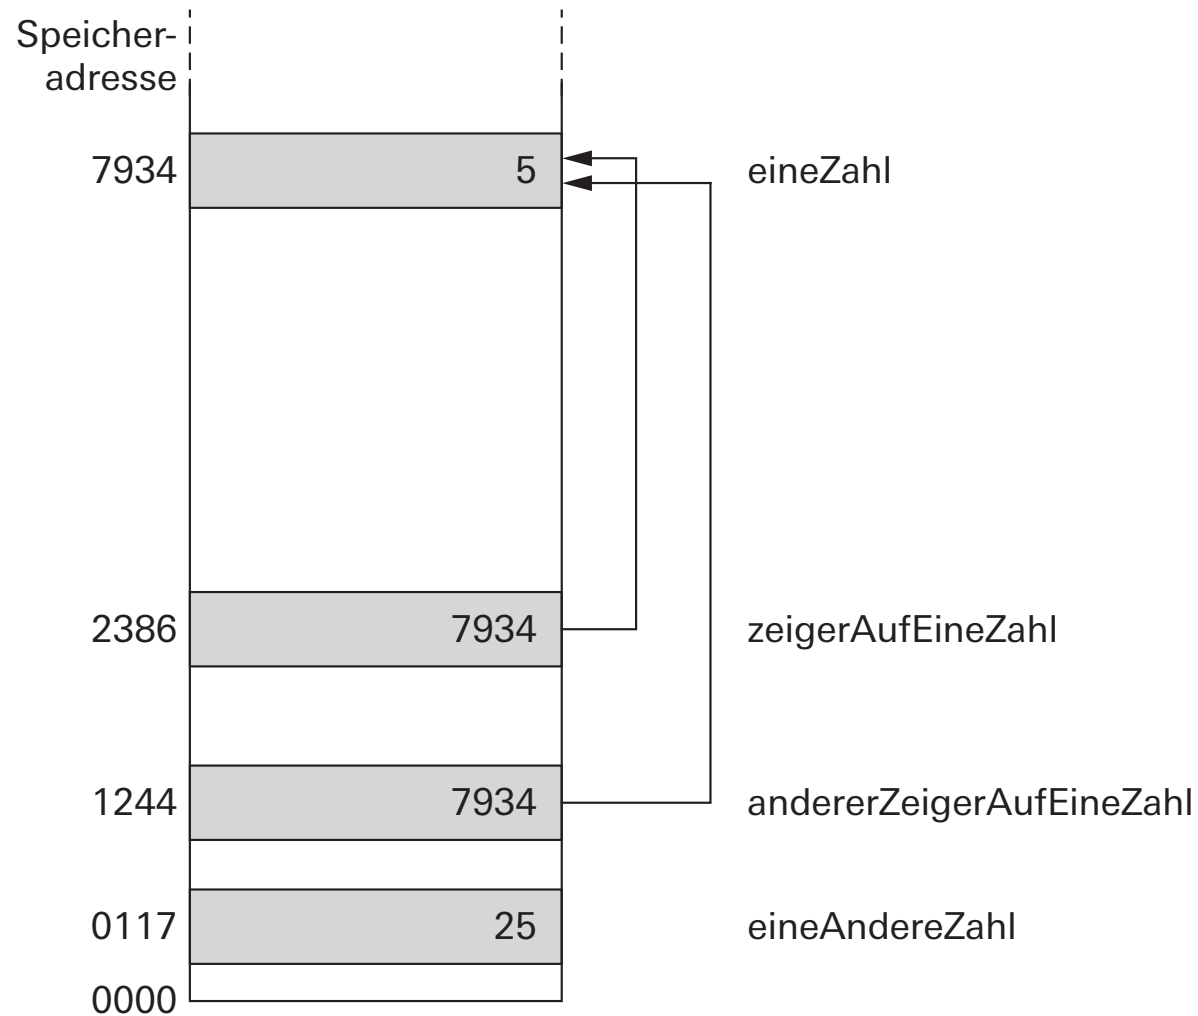 Speicher-
adresse
7934 5 eineZahl
2386 7934 zeigerAufEineZahl
1244 7934 andererZeigerAufEineZahl
0117 25 eineAndereZahl
0000